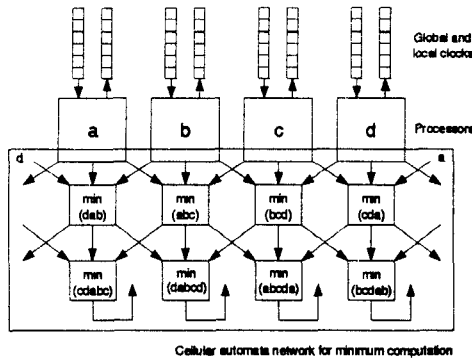 Global and
local clocks
a b c d
Processors
d a
min min min min
(dab) (abc) (bcd) (cda)
min min min min
(cdabc) (dabcd) (abcda) (bcdab)
Cellular automata network for minimum computation